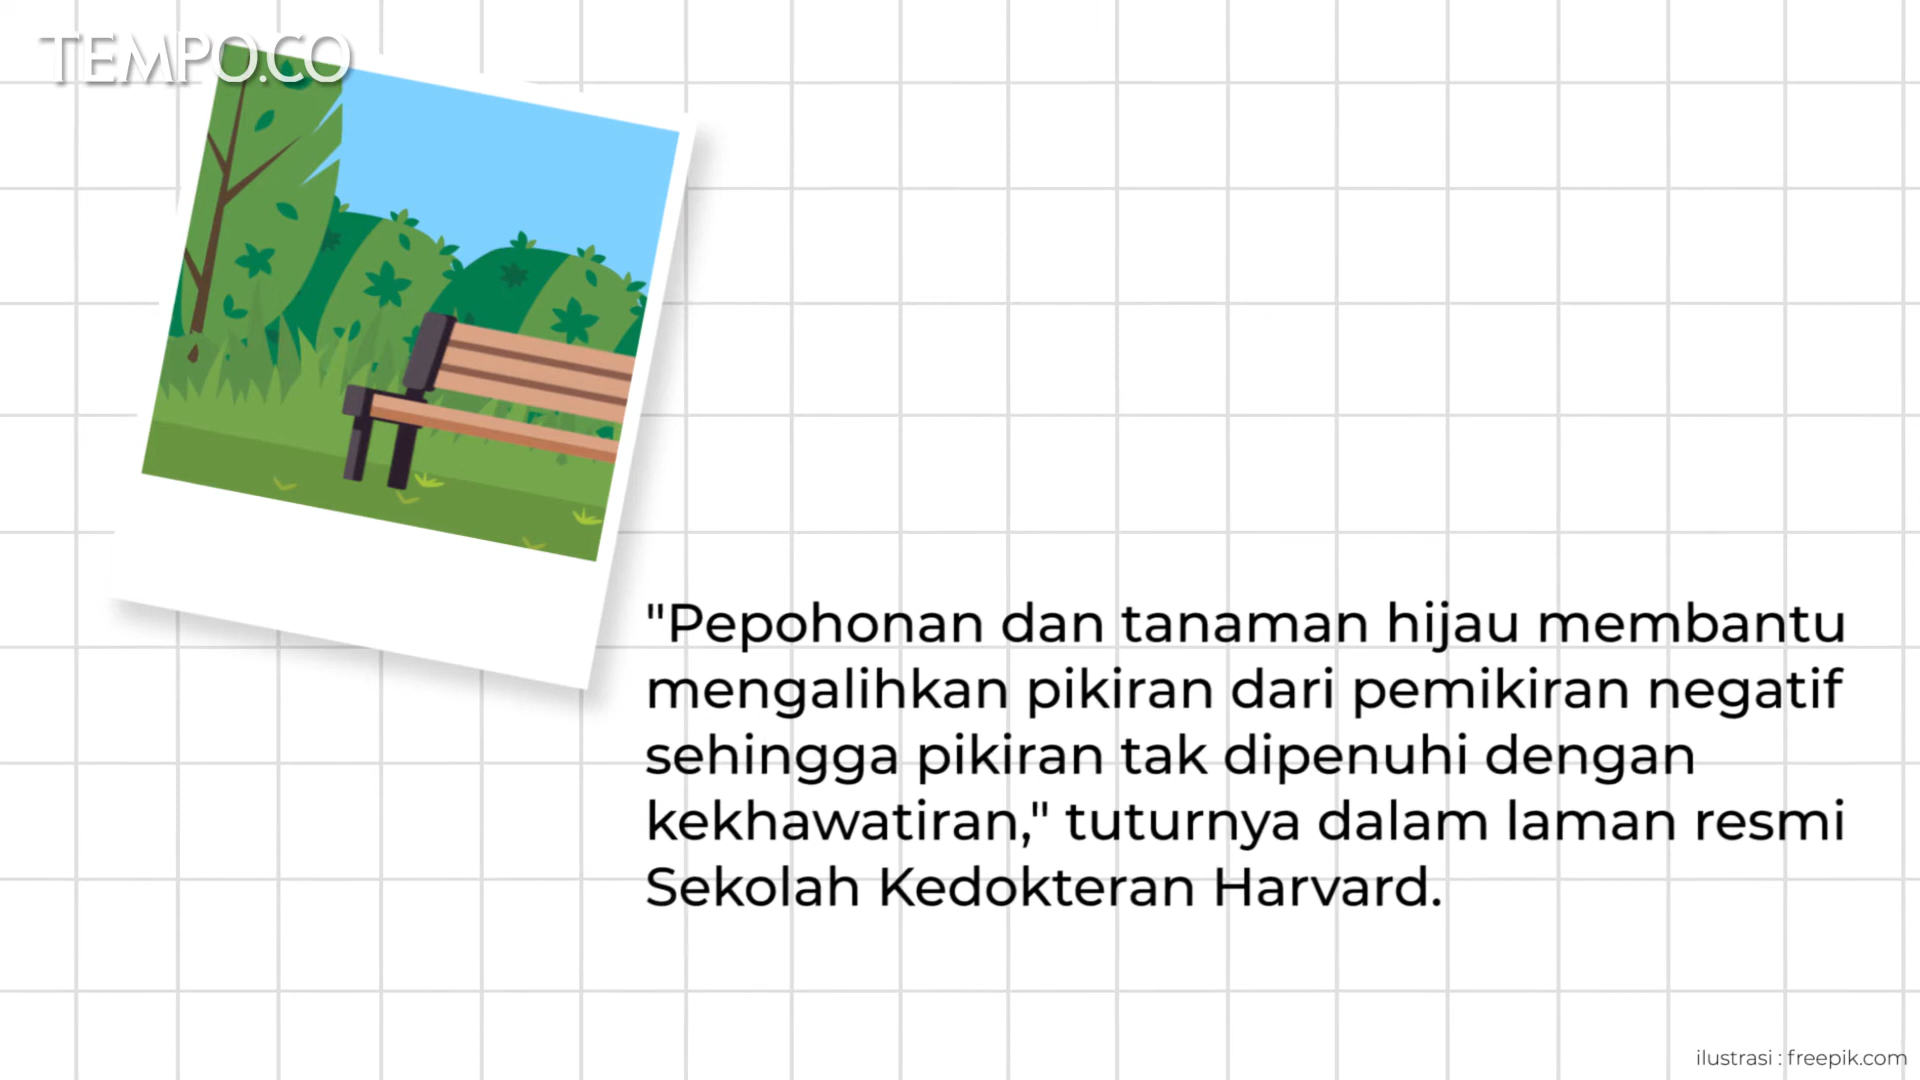 TEMPO.CO
"Pepohonan dan tanaman hijau membantu
mengalihkan pikiran dari pemikiran negatif
sehingga pikiran tak dipenuhi dengan
kekhawatiran," tuturnya dalam laman resmi
Sekolah Kedokteran Harvard.
ilustrasi : freepik.com